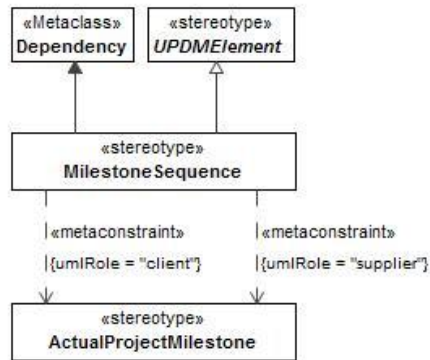 «Metaclass»
Dependency
«stereotype»
UPDMElement
«stereotype»
MilestoneSequence
«metaconstraint»
{umlRole = "client"}
«metaconstraint»
{umlRole = "supplier"}
«stereotype»
ActualProjectMilestone